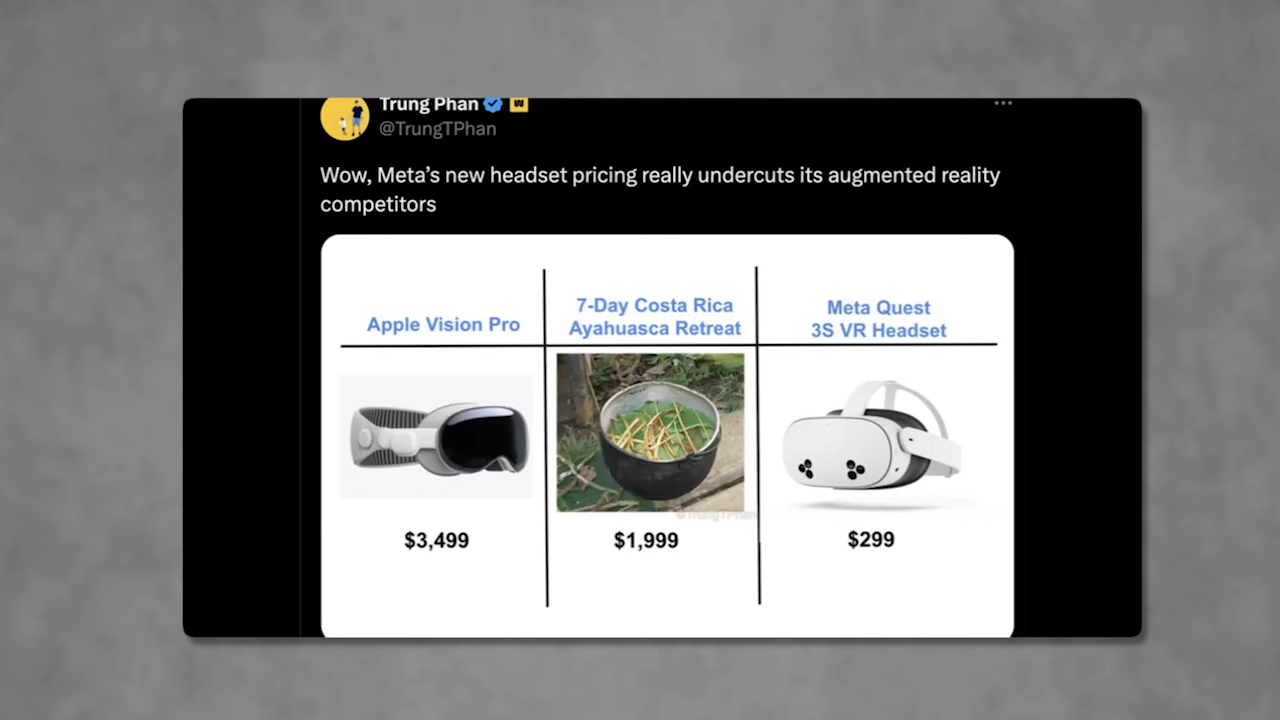 Trung Phan
@TrungTPhan
Wow, Meta’s new headset pricing really undercuts its augmented reality
competitors
Apple Vision Pro
7-Day Costa Rica
Ayahuasca Retreat
Meta Quest
3S VR Headset
@TrungTPhan
$3,499
$1,999
$299